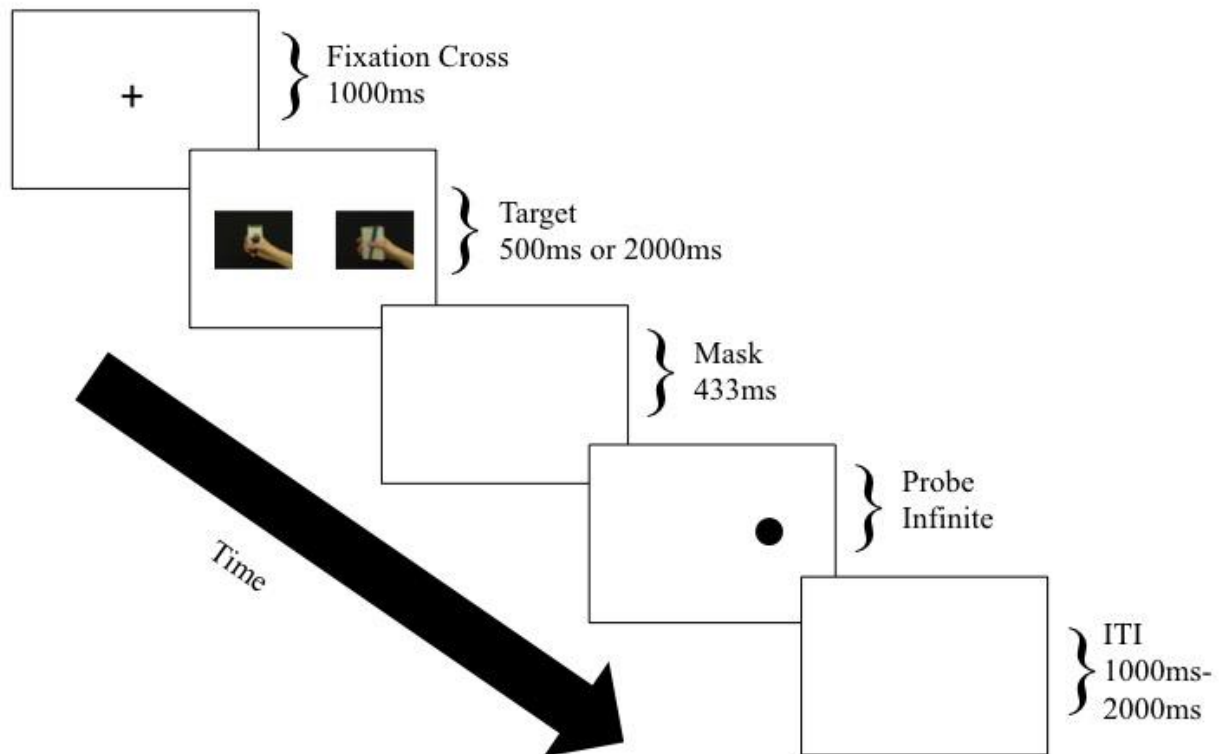 +
Fixation Cross
1000ms
Target
500ms or 2000ms
Mask
433ms
Probe
Infinite
Time
ITI
1000ms-
2000ms